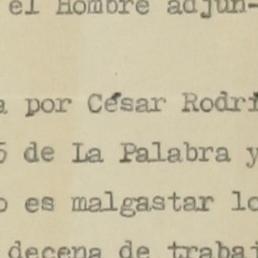 el Hombre adjun-
a por César Rodrí
5 de La Palabra y
o es malgastar lo
decena de trabaj